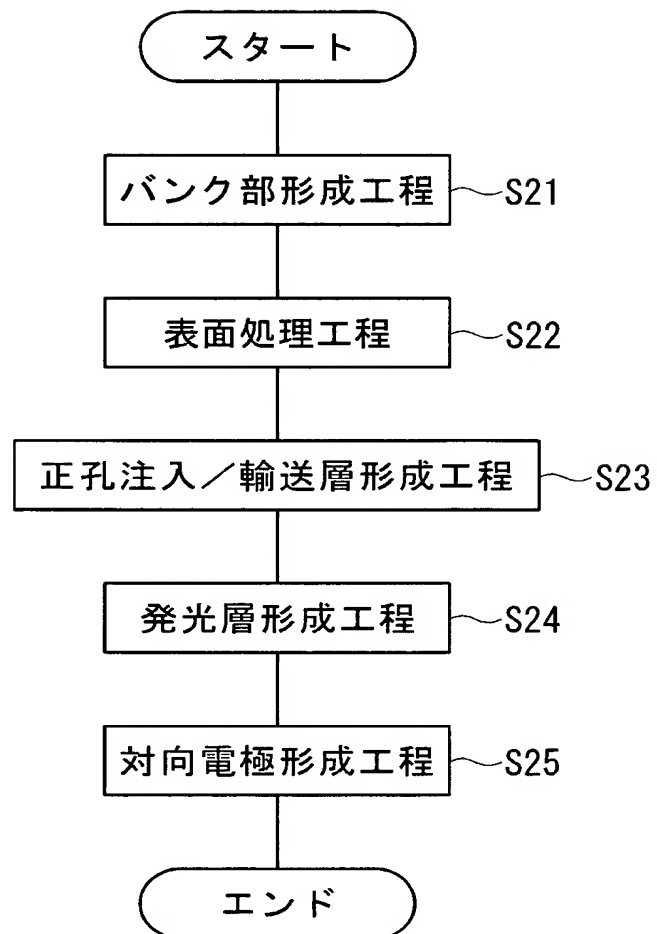 スタート
バンク部形成工程 S21
表面処理工程 S22
正孔注入／輸送層形成工程 S23
発光層形成工程 S24
対向電極形成工程 S25
エンド